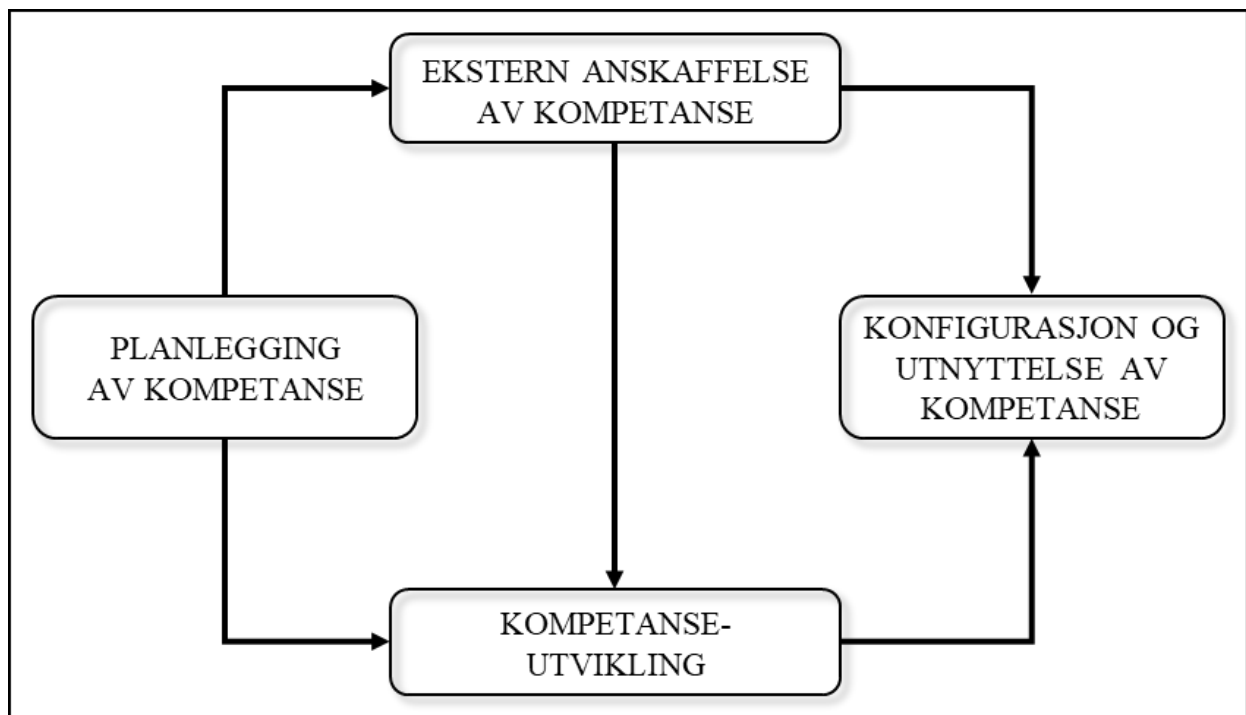 EKSTERN ANSKAFFELSE
AV KOMPETANSE
PLANLEGGING
AV KOMPETANSE
KONFIGURASJON OG
UTNYTTELSE AV
KOMPETANSE
KOMPETANSE-
UTVIKLING